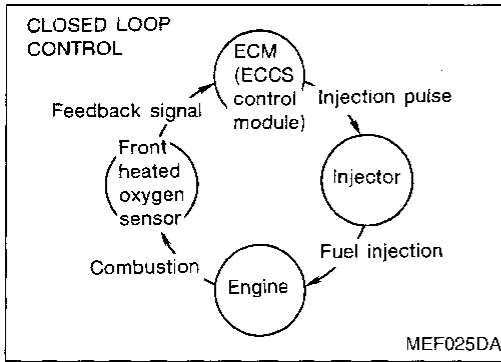 CLOSED LOOP
CONTROL
ECM
(ECCS
control
module)
Feedback signal
Injection pulse
Front
heated
oxygen
sensor
Injector
Fuel injection
Combustion
Engine
MEF025DA